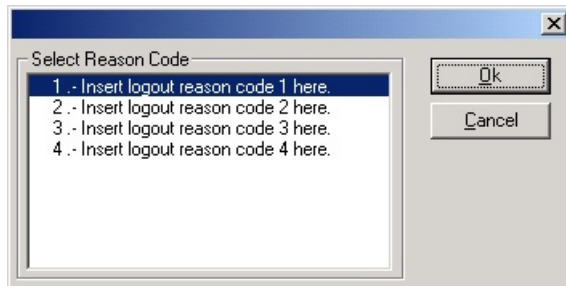 Select Reason Code
1 .- Insert logout reason code 1 here.
2 .- Insert logout reason code 2 here.
3 .- Insert logout reason code 3 here.
4 .- Insert logout reason code 4 here.
Ok
Cancel